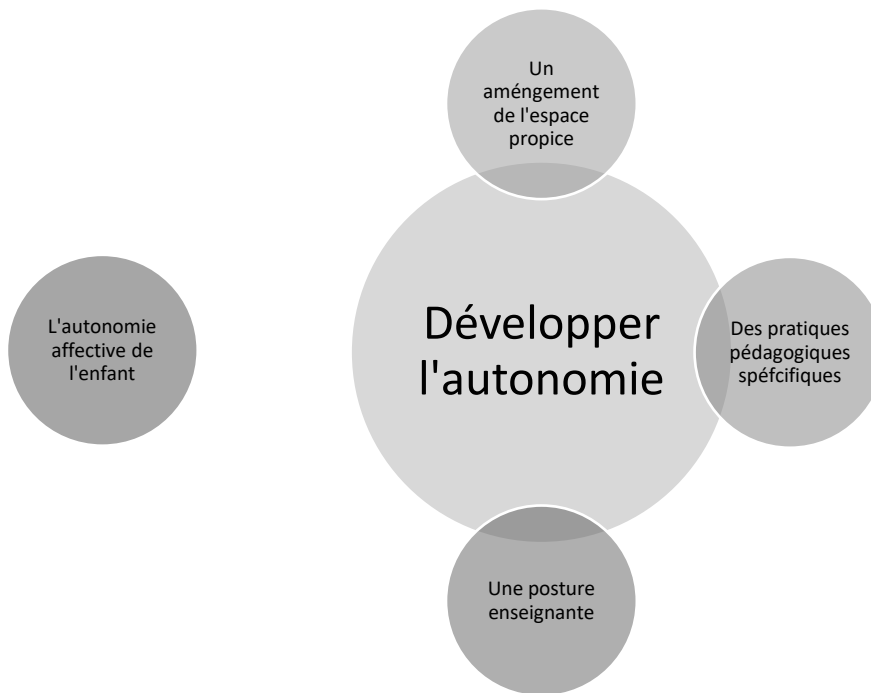 Un
améngement
de l'espace
propice
L'autonomie
affective de
l'enfant
Développer
l'autonomie
Des pratiques
pédagogiques
spéfcifiques
Une posture
enseignante